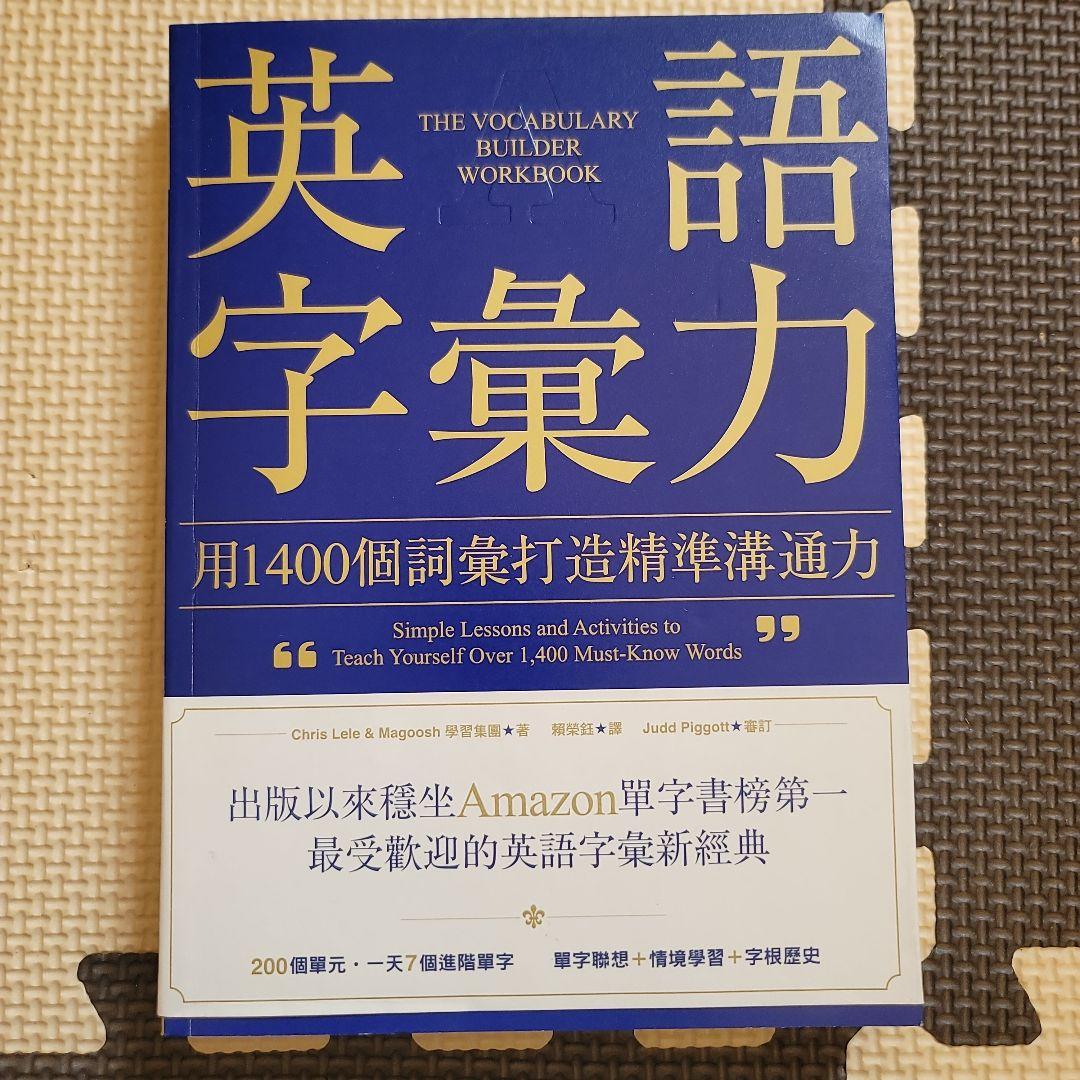 英語
THE VOCABULARY
BUILDER
WORKBOOK
字彙力
用1400個詞彙打造精準溝通力
“ Simple Lessons and Activities to
Teach Yourself Over 1,400 Must-Know Words ”
Chris Lele & Magoosh 學習集團★著 賴榮鈺★譯 Judd Piggott★審訂
出版以來穩坐Amazon單字書榜第一
最受歡迎的英語字彙新經典
200個單元・一天7個進階單字 單字聯想＋情境學習＋字根歷史